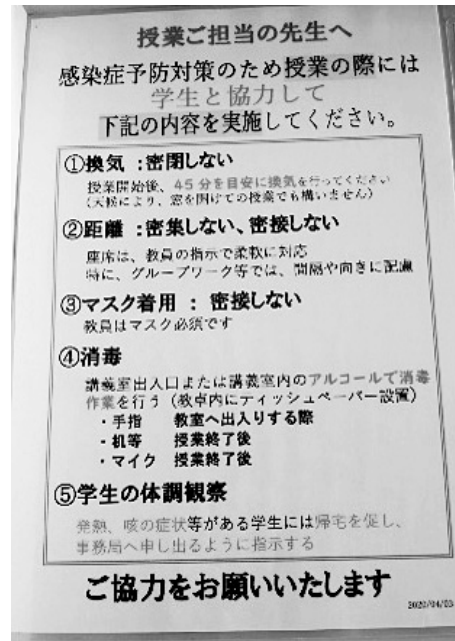 授業ご担当の先生へ
感染症予防対策のため授業の際には
学生と協力して
下記の内容を実施してください。
①換気 :密閉しない
授業開始後、45分を目安に換気を行ってください
(天候により、窓を開けての授業でも構いません)
②距離 :密集しない、密接しない
座席は、教員の指示で柔軟に対応
特に、グループワーク等では、間隔や向きに配慮
③マスク着用 : 密接しない
教員はマスク必須です
④消毒
講義室出入口または講義室内のアルコールで消毒
作業を行う(教卓内にティッシュペーパー設置)
・手指 教室へ出入りする際
・机等 授業終了後
・マイク 授業終了後
⑤学生の体調観察
発熱、咳の症状等がある学生には帰宅を促し、
事務局へ申し出るように指示する
ご協力をお願いいたします
2020/04/03